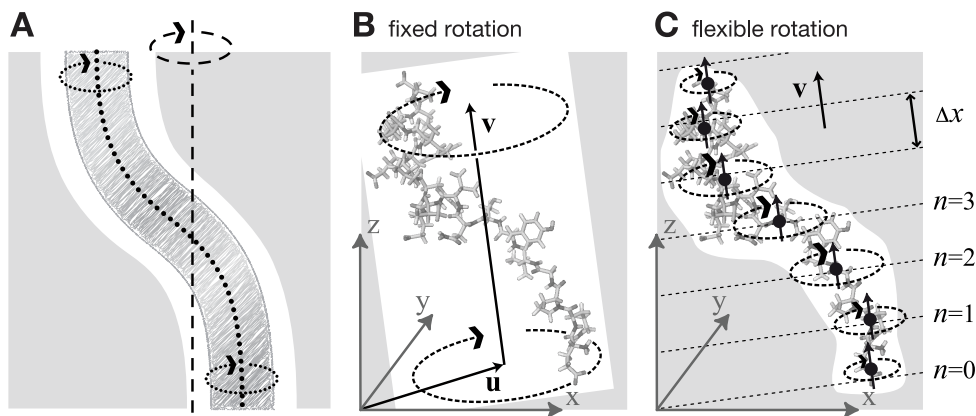 A
B fixed rotation
v
z
y
u
x
C flexible rotation
v
Δx
n=3
z
n=2
y
n=1
n=0
x